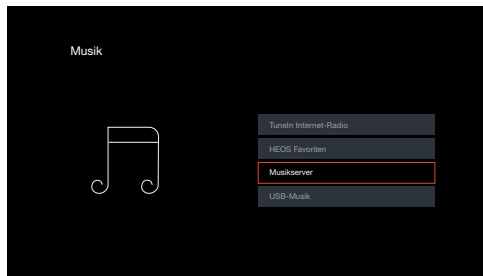 Musik
TuneIn Internet-Radio
HEOS Favoriten
Musikserver
USB-Musik